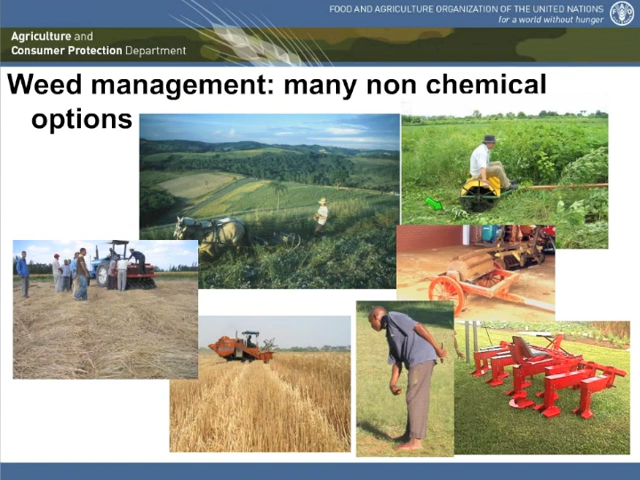 FOOD AND AGRICULTURE ORGANIZATION OF THE UNITED NATIONS
for a world without hunger
Agriculture and
Consumer Protection Department
Weed management: many non chemical
options